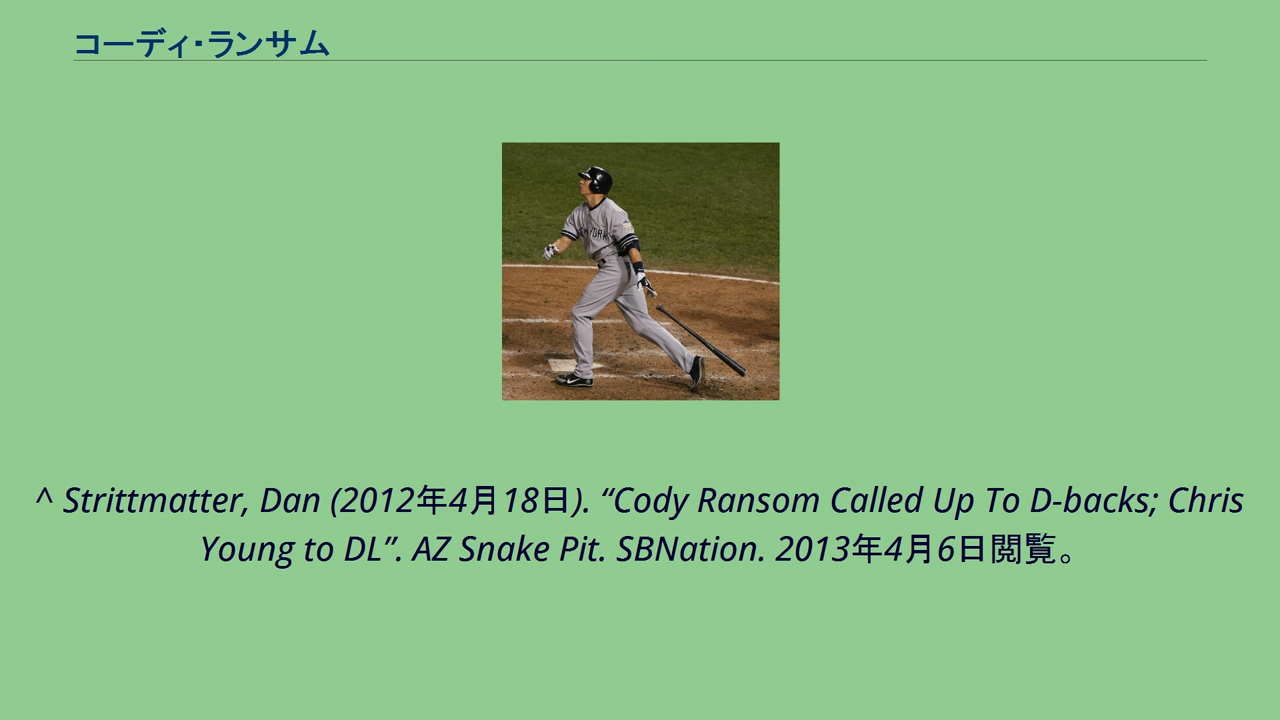 コーディ・ランサム
NEW YORK
^ Strittmatter, Dan (2012年4月18日). “Cody Ransom Called Up To D-backs; Chris
Young to DL”. AZ Snake Pit. SBNation. 2013年4月6日閲覧。